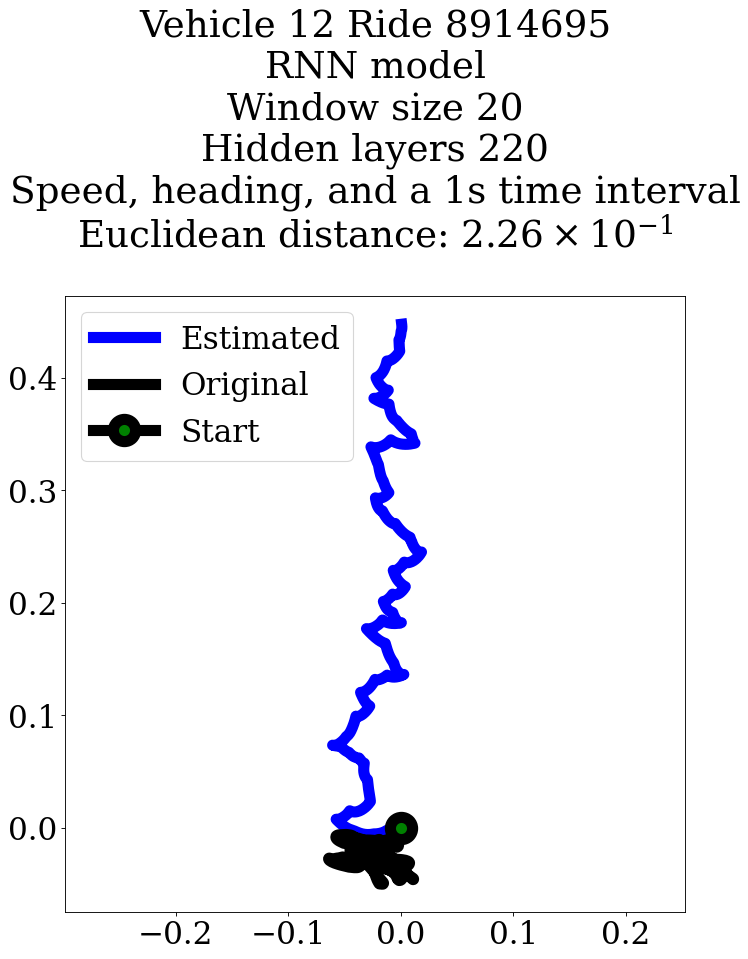 Vehicle 12 Ride 8914695
RNN model
Window size 20
Hidden layers 220
Speed, heading, and a 1s time interval
Euclidean distance: 2.26 × 10⁻¹
Estimated
Original
Start
0.4
0.3
0.2
0.1
0.0
−0.2 −0.1 0.0 0.1 0.2